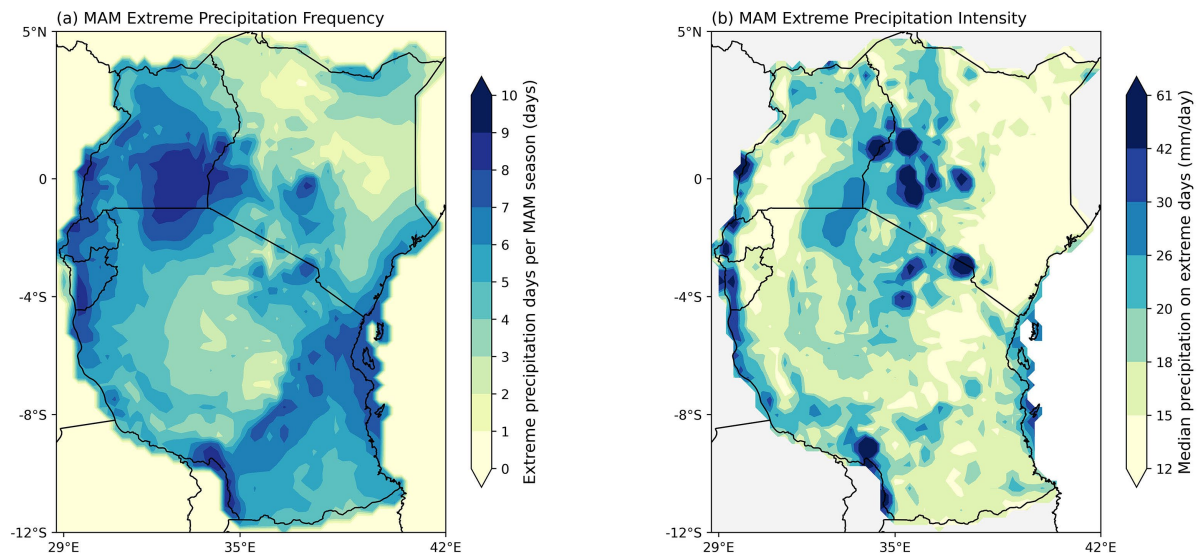 (a) MAM Extreme Precipitation Frequency
5°N
0
-4°S
-8°S
-12°S
29°E
35°E
42°E
10
9
8
7
6
5
4
3
2
1
0
Extreme precipitation days per MAM season (days)
(b) MAM Extreme Precipitation Intensity
5°N
0
-4°S
-8°S
-12°S
29°E
35°E
42°E
61
42
30
26
20
18
15
12
Median precipitation on extreme days (mm/day)